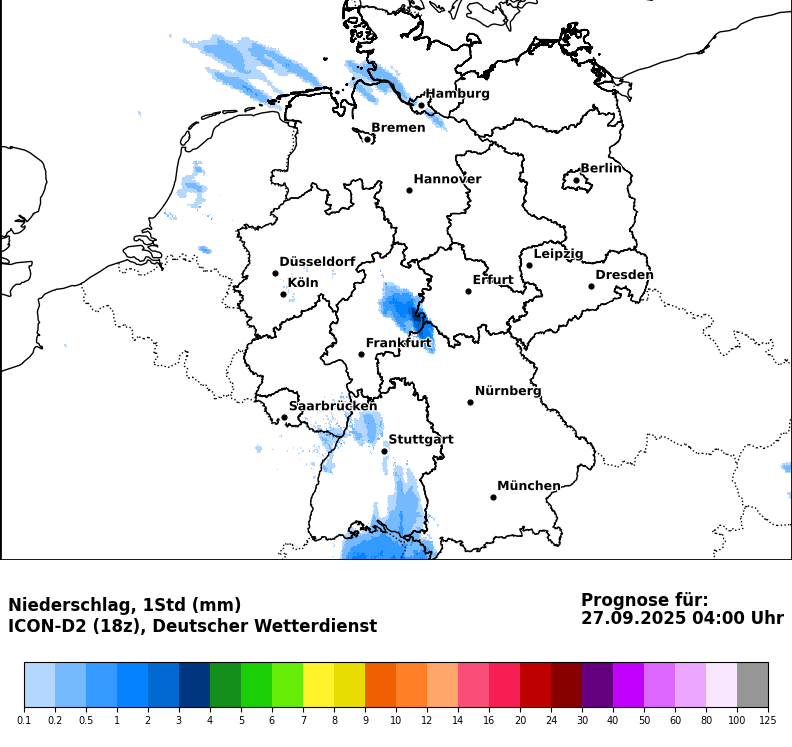 Hamburg
Bremen
Berlin
Hannover
Leipzig
Düsseldorf
Dresden
Erfurt
Köln
Frankfurt
Nürnberg
Saarbrücken
Stuttgart
München
Niederschlag, 1Std (mm)
ICON-D2 (18z), Deutscher Wetterdienst
Prognose für:
27.09.2025 04:00 Uhr
0.1 0.2 0.5 1 2 3 4 5 6 7 8 9 10 12 14 16 20 24 30 40 50 60 80 100 125